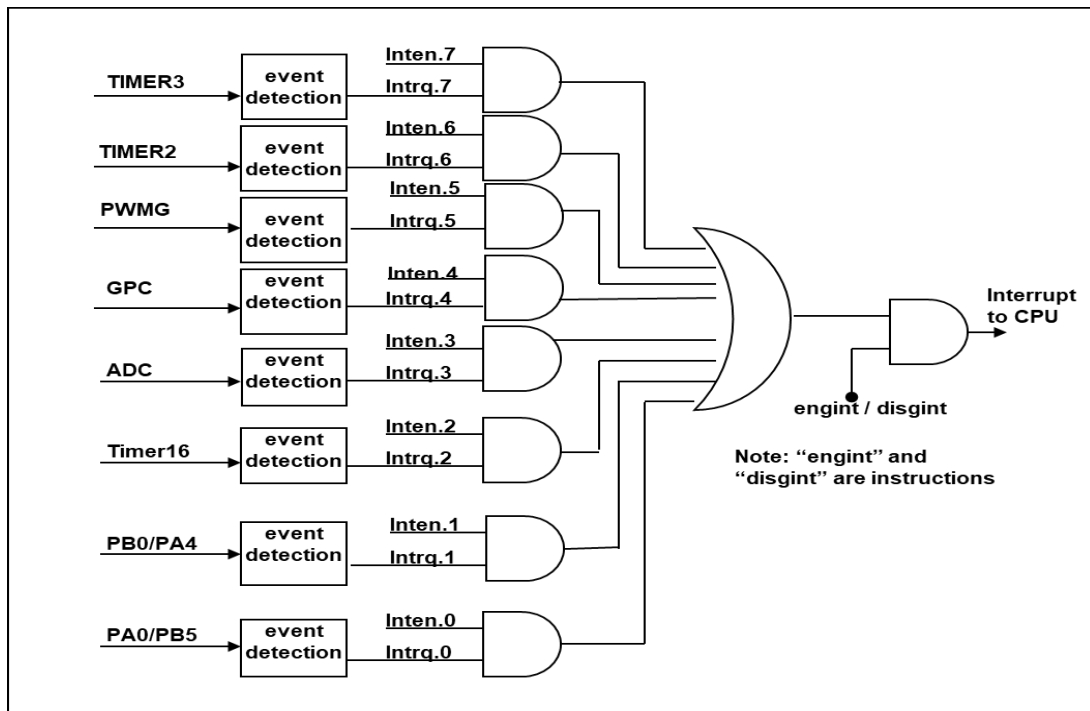 TIMER3
event
detection
Inten.7
Intrq.7
TIMER2
event
detection
Inten.6
Intrq.6
PWMG
event
detection
Inten.5
Intrq.5
GPC
event
detection
Inten.4
Intrq.4
ADC
event
detection
Inten.3
Intrq.3
Timer16
event
detection
Inten.2
Intrq.2
PB0/PA4
event
detection
Inten.1
Intrq.1
PA0/PB5
event
detection
Inten.0
Intrq.0
Interrupt
to CPU
engint / disgint
Note: “engint” and
“disgint” are instructions